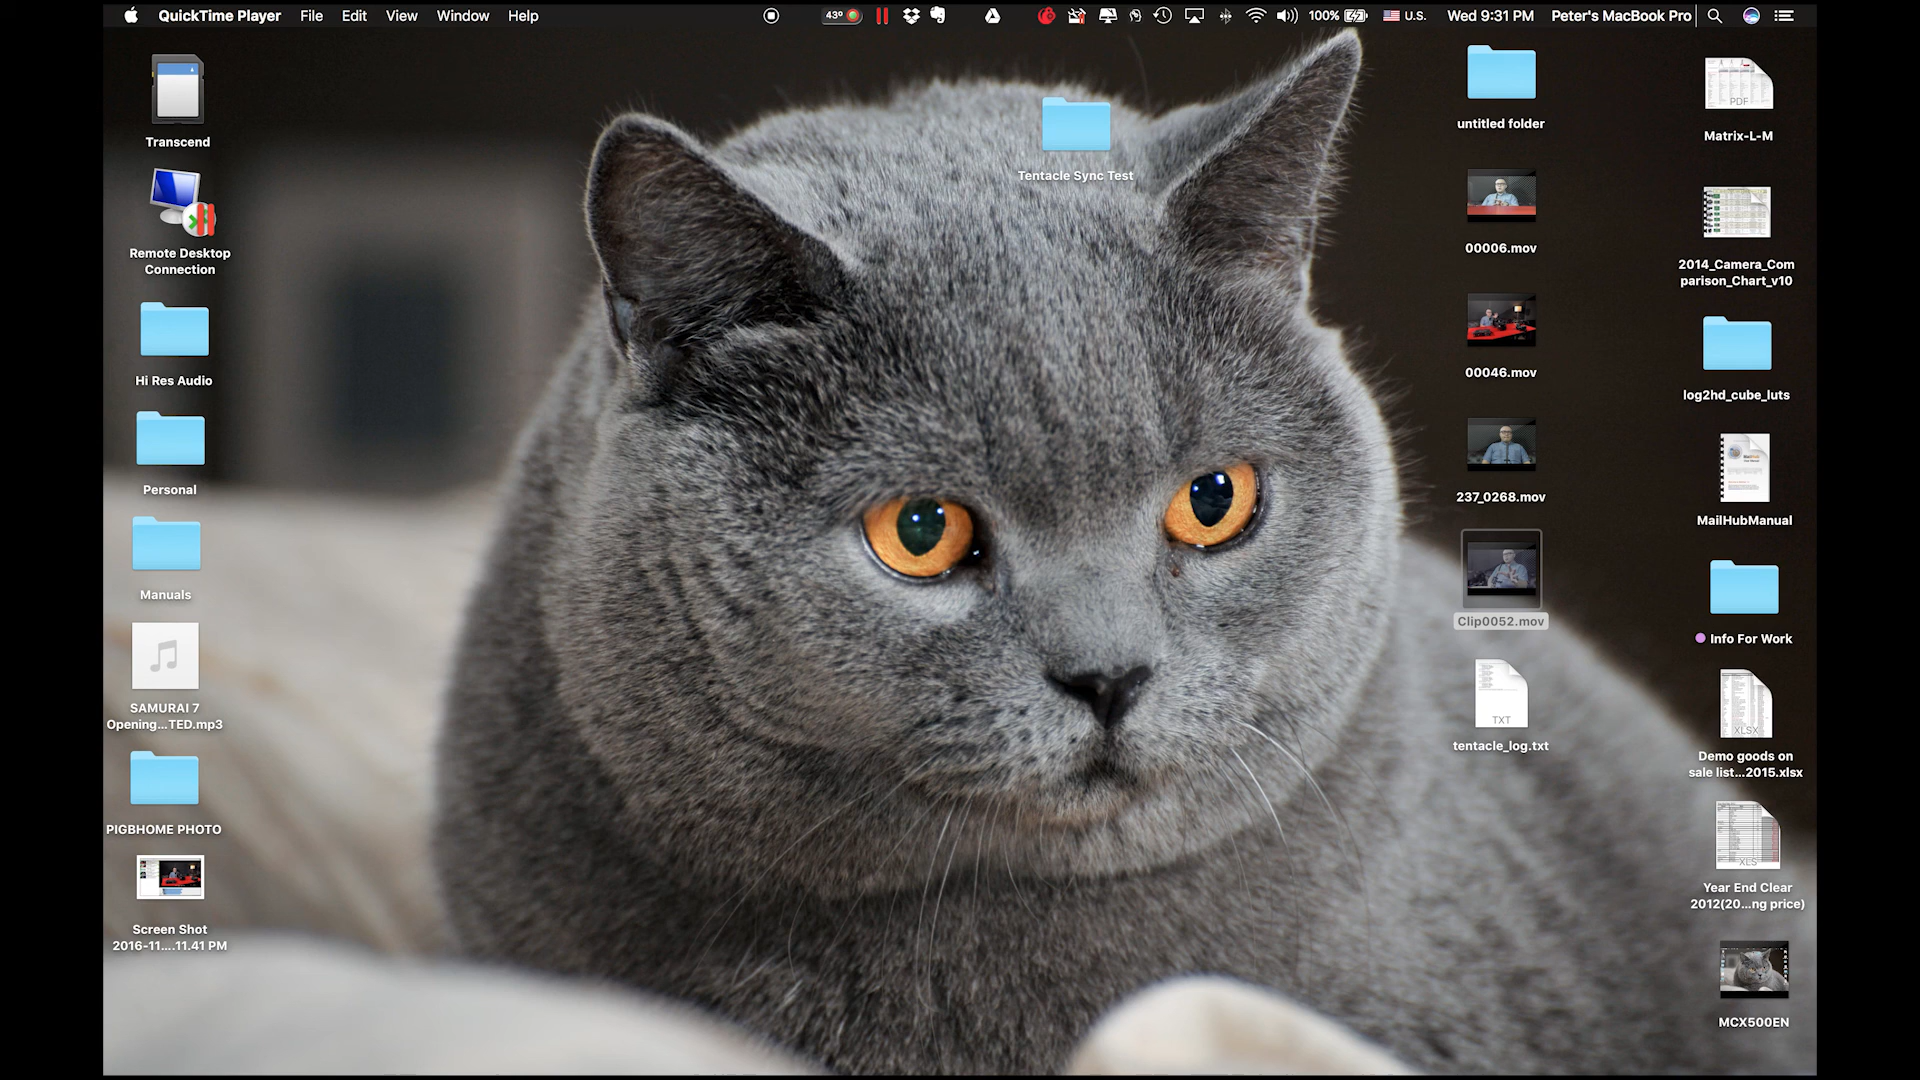 QuickTime Player File Edit View Window Help 43° 100% U.S. Wed 9:31 PM Peter's MacBook Pro
Transcend
Remote Desktop
Connection
Hi Res Audio
Personal
Manuals
SAMURAI 7
Opening...TED.mp3
PIGBHOME PHOTO
Screen Shot
2016-11....11.41 PM
Tentacle Sync Test
untitled folder
00006.mov
00046.mov
237_0268.mov
Clip0052.mov
TXT
tentacle_log.txt
PDF
Matrix-L-M
2014_Camera_Com
parison_Chart_v10
log2hd_cube_luts
MailHubManual
Info For Work
XLSX
Demo goods on
sale list...2015.xlsx
XLS
Year End Clear
2012(20...ng price)
MCX500EN